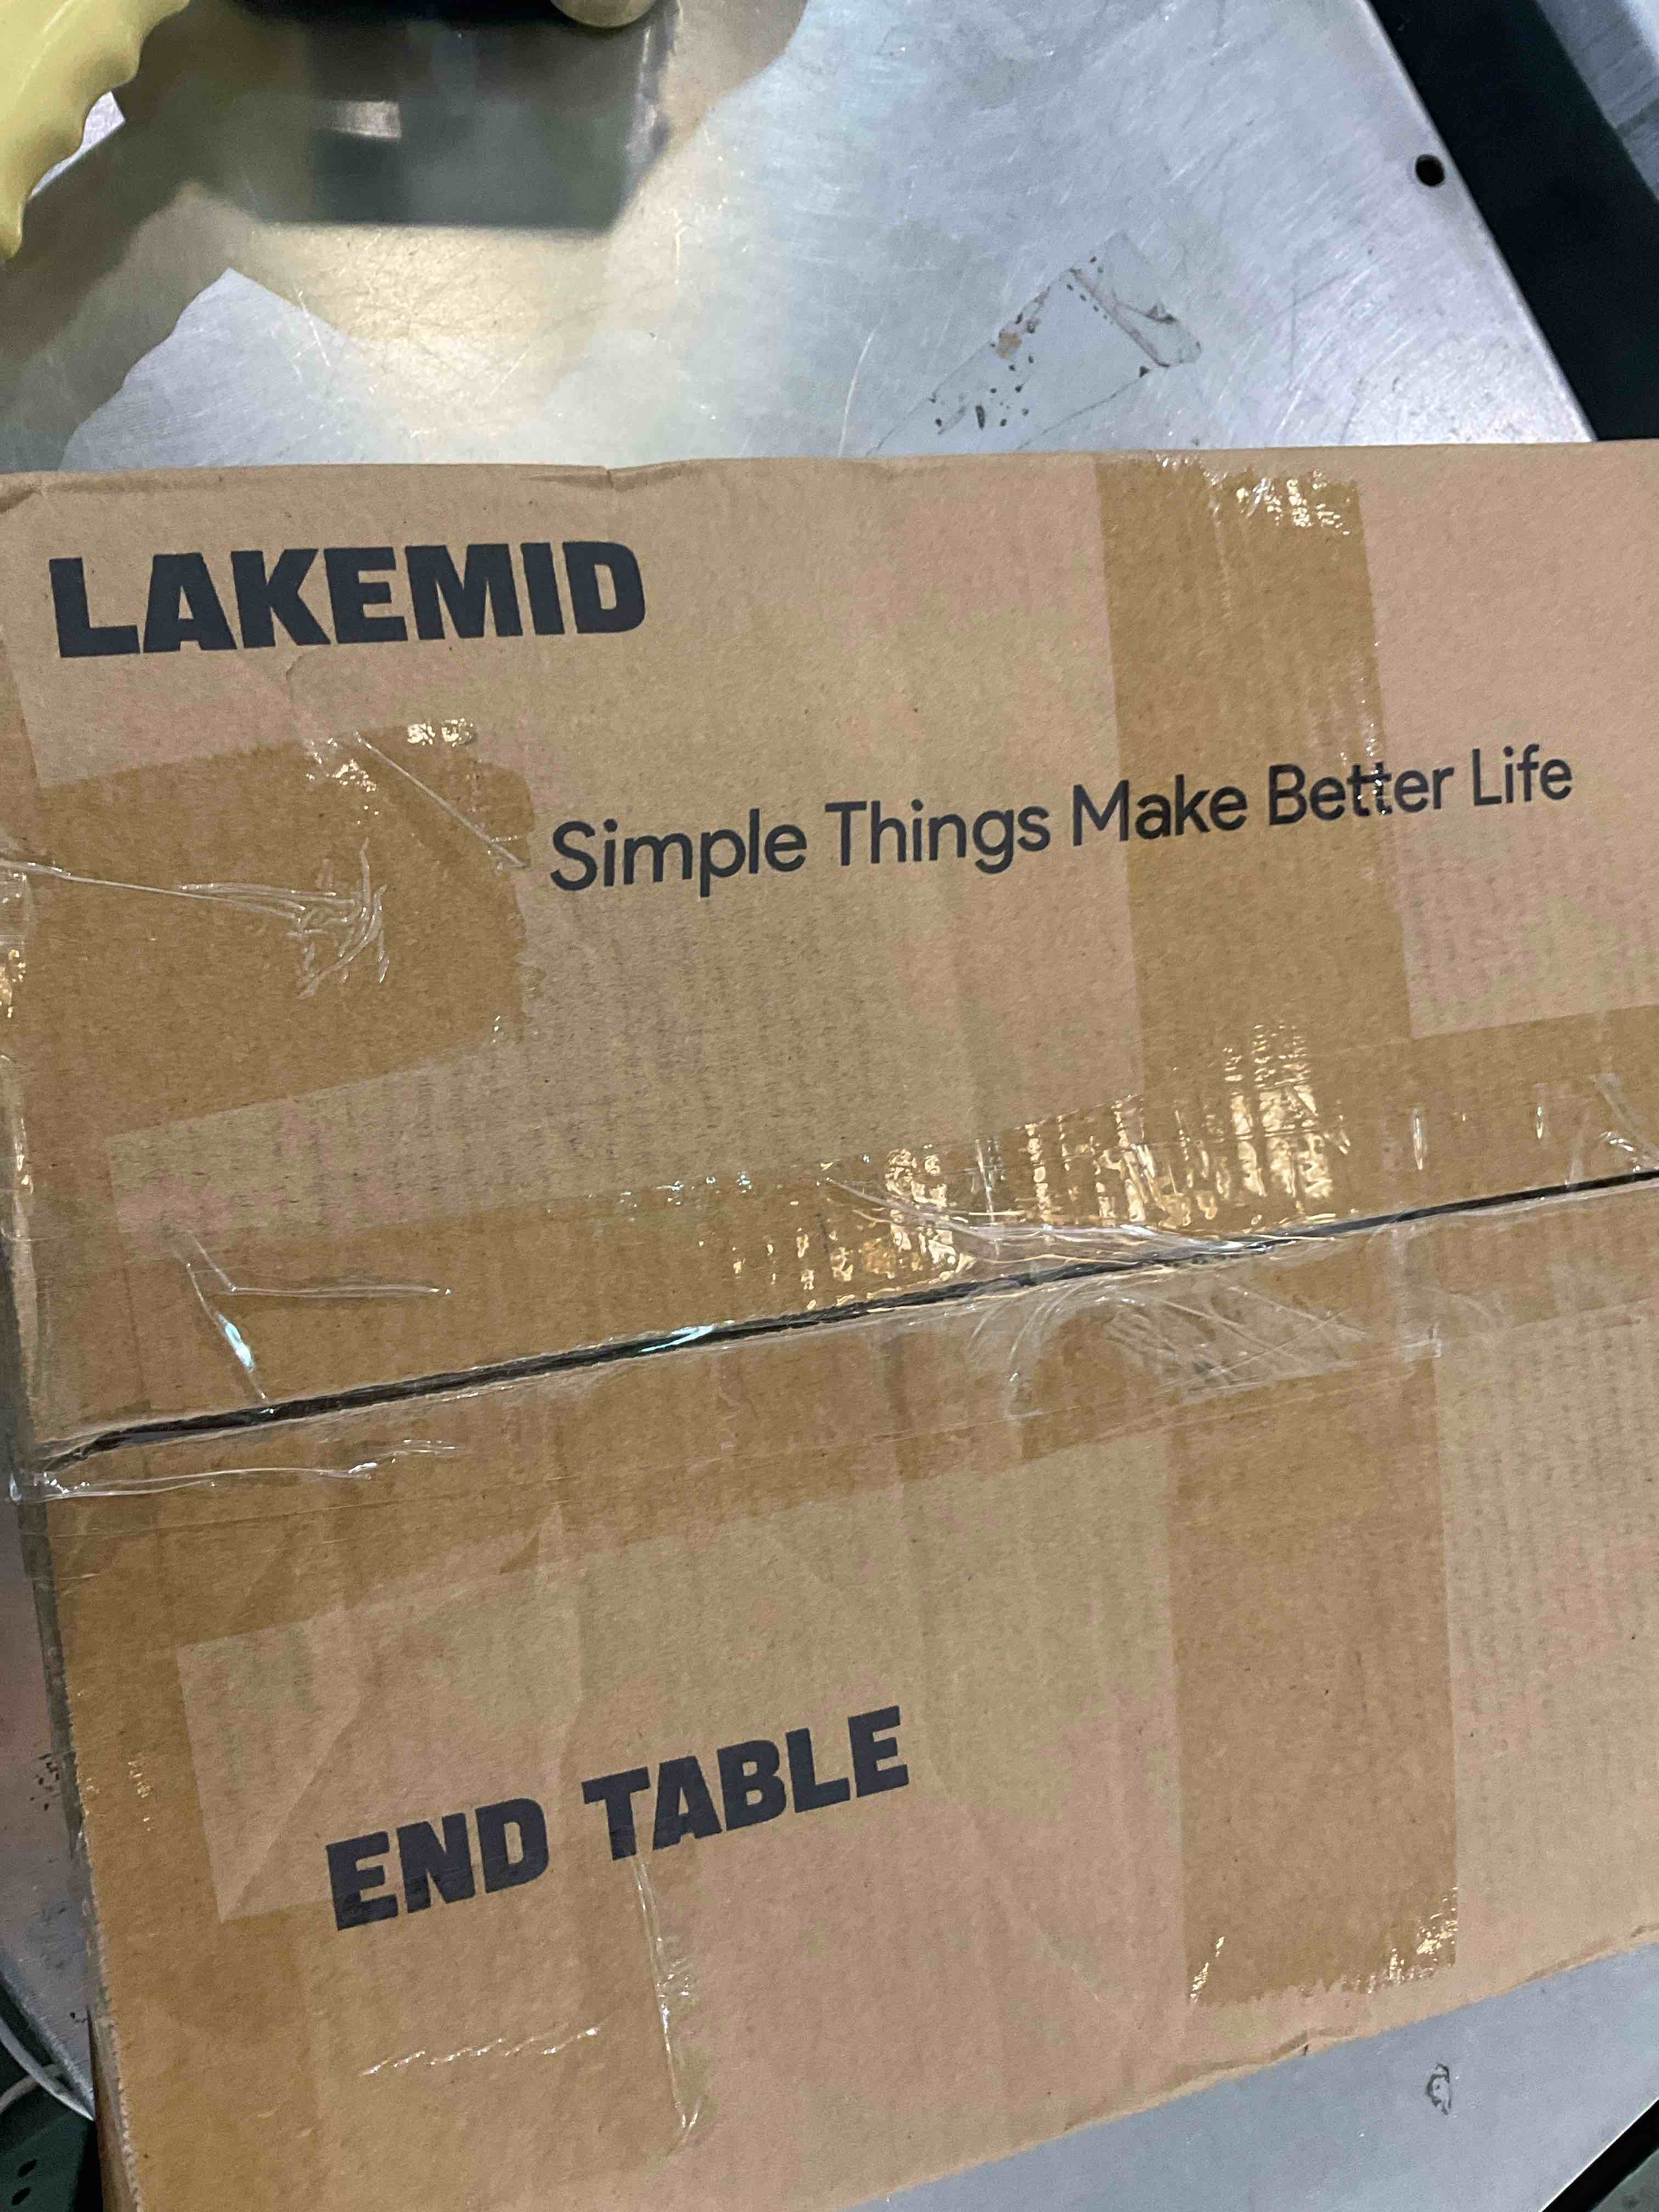 LAKEMID
Simple Things Make Better Life
END TABLE